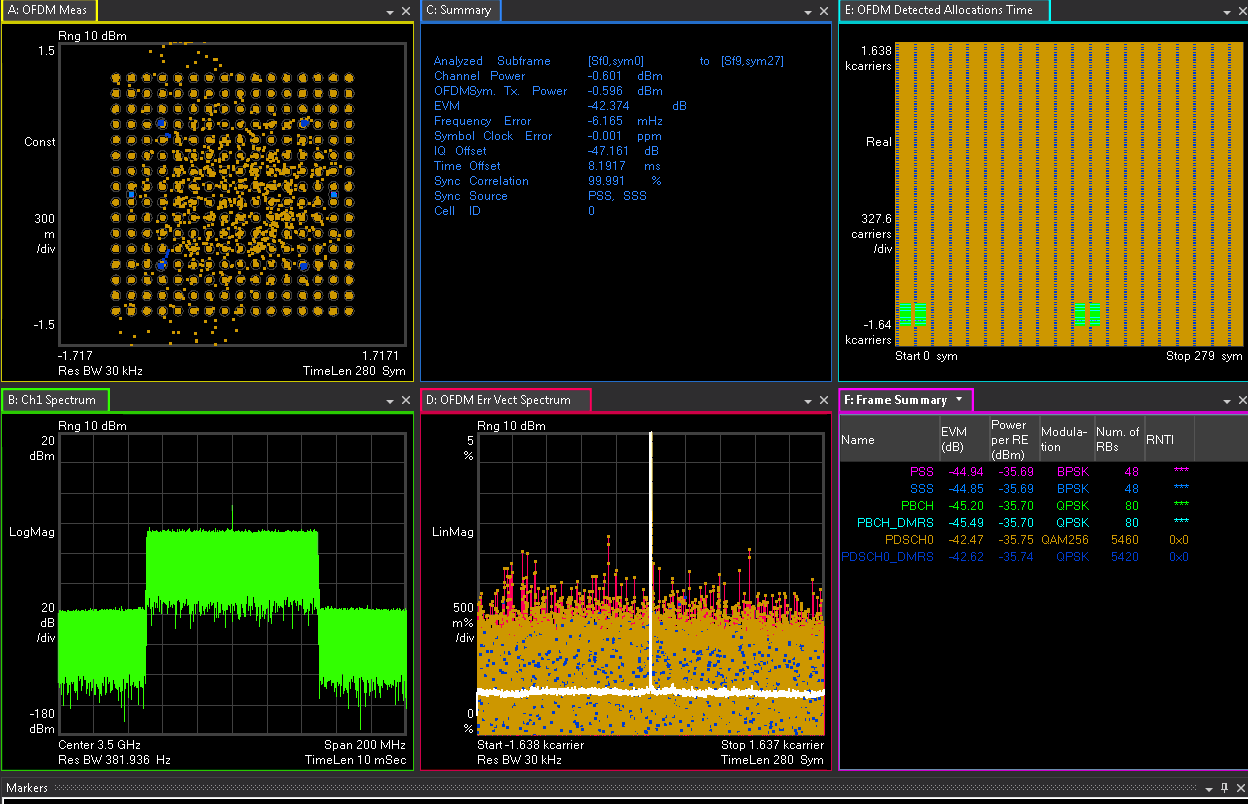 A: OFDM Meas
Rng 10 dBm
1.5
Const
300
m
/div
-1.5
-1.717
1.7171
Res BW 30 kHz
TimeLen 280 Sym
C: Summary
Analyzed Subframe [Sf0,sym0] to [Sf9,sym27]
Channel Power -0.601 dBm
OFDMSym. Tx. Power -0.596 dBm
EVM -42.374 dB
Frequency Error -6.165 mHz
Symbol Clock Error -0.001 ppm
IQ Offset -47.161 dB
Time Offset 8.1917 ms
Sync Correlation 99.991 %
Sync Source PSS, SSS
Cell ID 0
E: OFDM Detected Allocations Time
1.638
kcarriers
Real
327.6
carriers
/div
-1.64
kcarriers
Start 0 sym
Stop 279 sym
B: Ch1 Spectrum
Rng 10 dBm
20
dBm
LogMag
20
dB
/div
-180
dBm
Center 3.5 GHz
Span 200 MHz
Res BW 381.936 Hz
TimeLen 10 mSec
D: OFDM Err Vect Spectrum
Rng 10 dBm
5
%
LinMag
500
m%
/div
0
%
Start -1.638 kcarrier
Stop 1.637 kcarrier
Res BW 30 kHz
TimeLen 280 Sym
F: Frame Summary
Name EVM (dB) Power per RE (dBm) Modula-tion Num. of RBs RNTI
PSS -44.94 -35.69 BPSK 48 ***
SSS -44.85 -35.69 BPSK 48 ***
PBCH -45.20 -35.70 QPSK 80 ***
PBCH_DMRS -45.49 -35.70 QPSK 80 ***
PDSCH0 -42.47 -35.75 QAM256 5460 0x0
PDSCH0_DMRS -42.62 -35.74 QPSK 5420 0x0
Markers